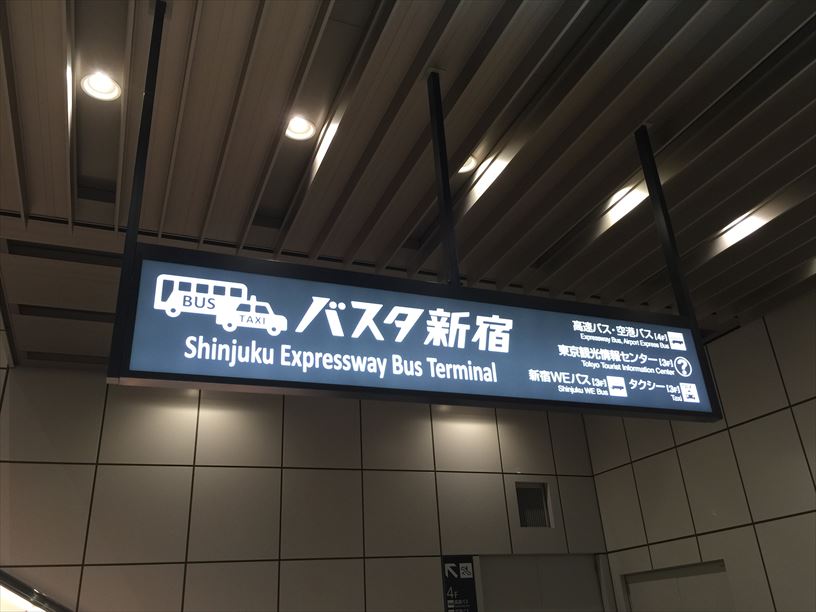 BUS
TAXI
バスタ新宿
Shinjuku Expressway Bus Terminal
高速バス・空港バス [4F]
Expressway Bus, Airport Express Bus
東京観光情報センター [3F]
Tokyo Tourist Information Center
新宿WEバス [3F] タクシー [3F]
Shinjuku WE Bus Taxi
4F